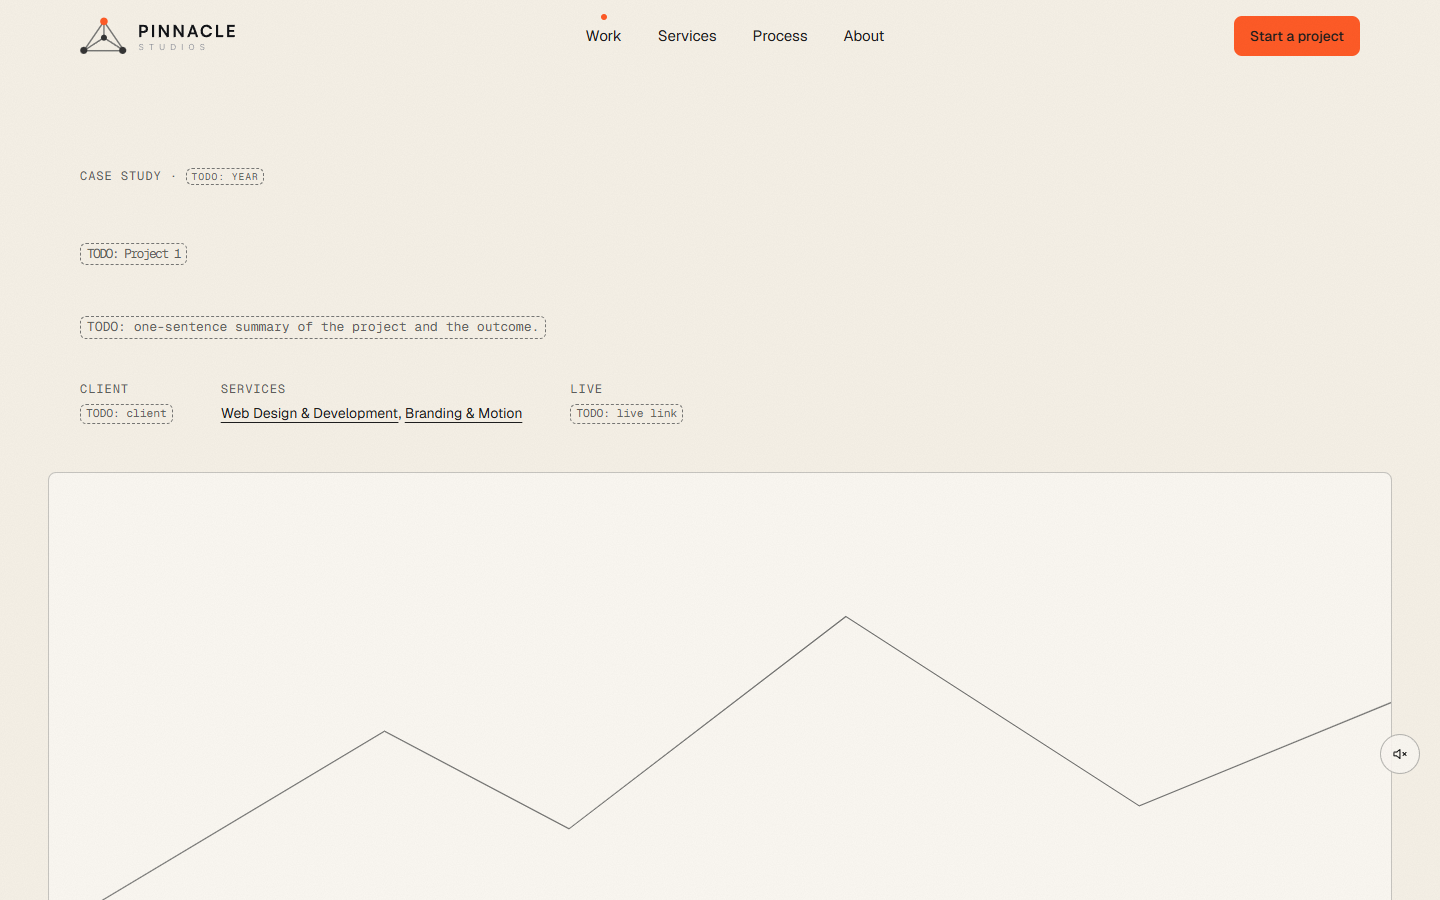 PINNACLE
STUDIOS
Work
Services
Process
About
Start a project
CASE STUDY · TODO: YEAR
TODO: Project 1
TODO: one-sentence summary of the project and the outcome.
CLIENT
TODO: client
SERVICES
Web Design & Development, Branding & Motion
LIVE
TODO: live link